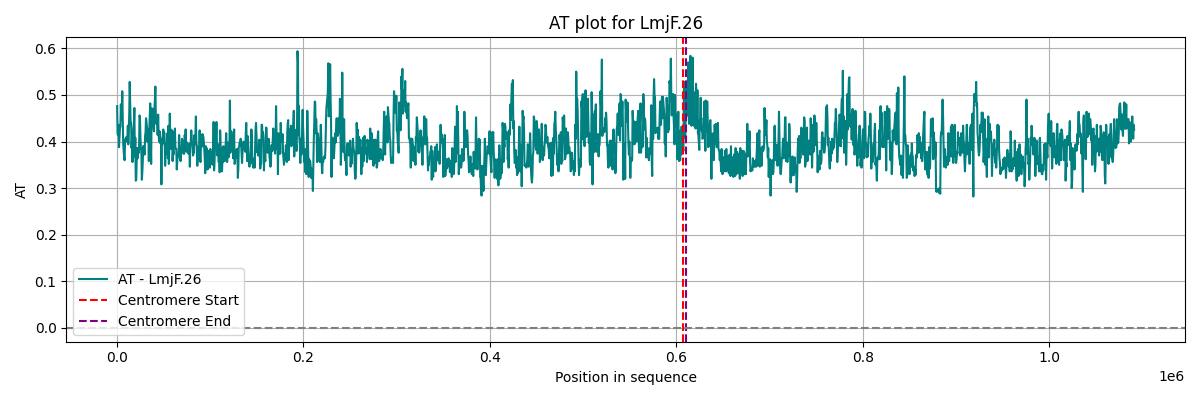 AT plot for LmjF.26
0.6
0.5
0.4
0.3
0.2
0.1
0.0
AT
AT - LmjF.26
Centromere Start
Centromere End
0.0 0.2 0.4 0.6 0.8 1.0
1e6
Position in sequence